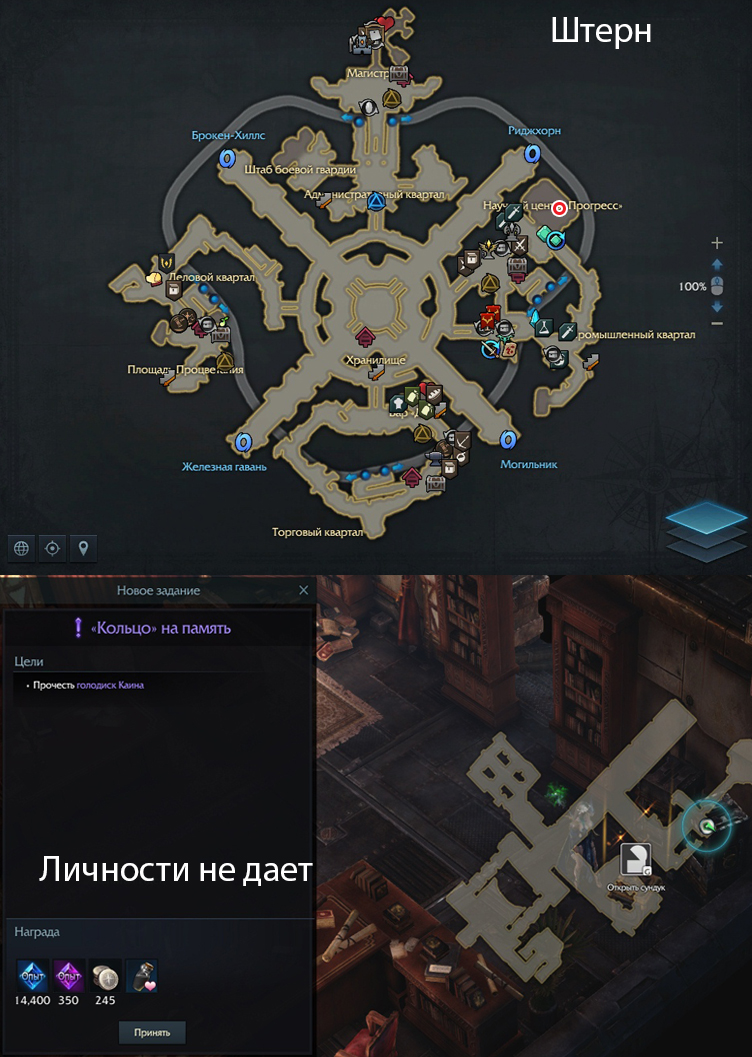 Штерн
Магистр
Брокен-Хиллс
Риджхорн
Штаб боевой гвардии
Административный квартал
Научный центр «Прогресс»
Деловой квартал
100%
Промышленный квартал
Хранилище
Площадь Процветания
Бар
Железная гавань
Могильник
Торговый квартал
Новое задание
«Кольцо» на память
Цели
• Прочесть голодиск Каина
Личности не дает
Открыть сундук
G
Награда
Опыт Опыт
14,400 350 245
Принять